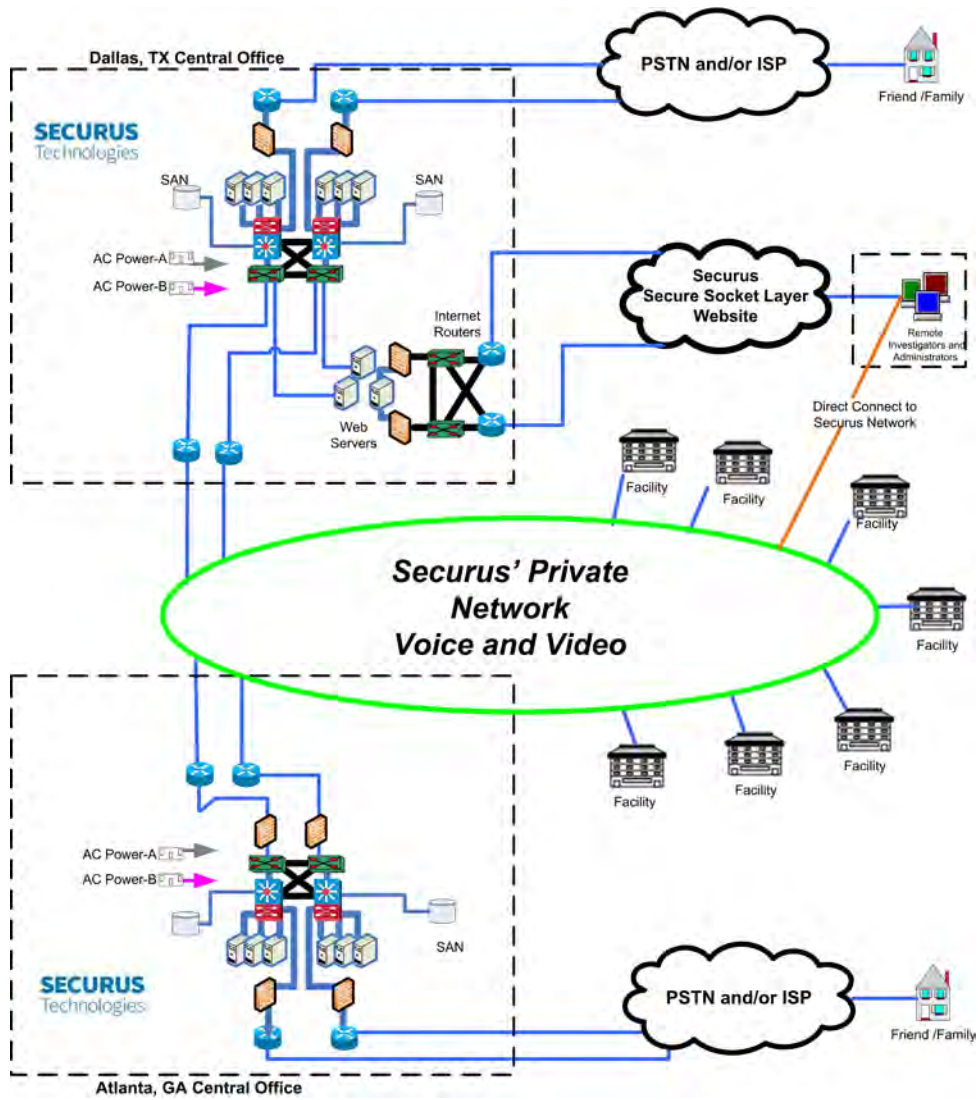 Dallas, TX Central Office
PSTN and/or ISP
Friend /Family
SECURUS
Technologies
SAN
SAN
AC Power-A
AC Power-B
Internet
Routers
Web
Servers
Securus
Secure Socket Layer
Website
Remote
Investigators and
Administrators
Direct Connect to
Securus Network
Facility
Facility
Facility
Facility
Securus' Private
Network
Voice and Video
Facility
Facility
Facility
AC Power-A
AC Power-B
SAN
SECURUS
Technologies
PSTN and/or ISP
Friend /Family
Atlanta, GA Central Office